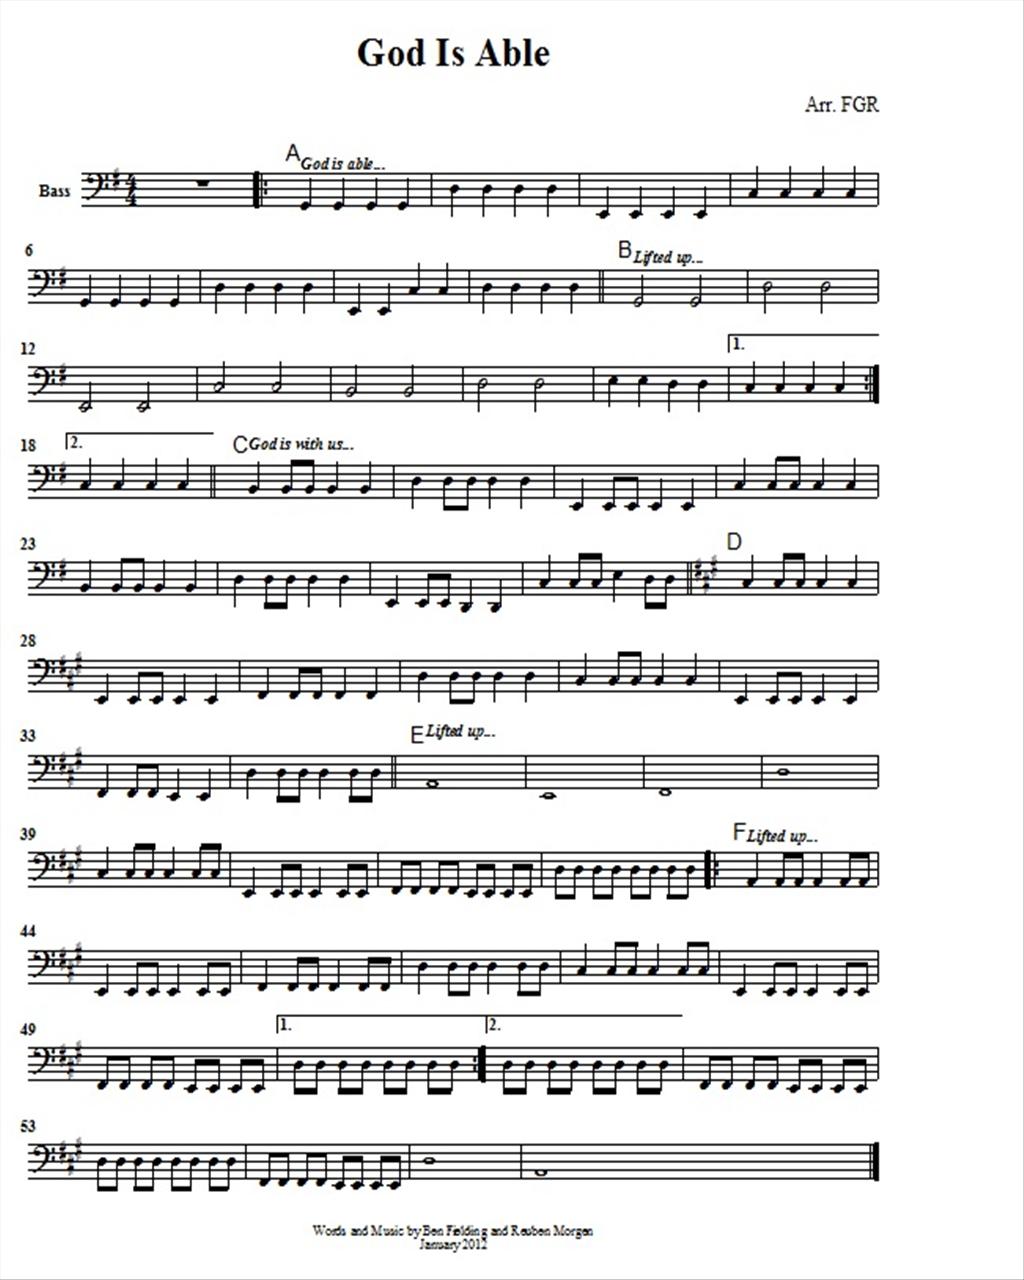 God Is Able
Arr. FGR
A God is able...
Bass
4
4
6
B Lifted up...
12
1.
18
2.
C God is with us...
23
D
28
33
E Lifted up...
39
F Lifted up...
44
49
1.
2.
53
Words and Music by Ben Fielding and Reuben Morgen
January 2012